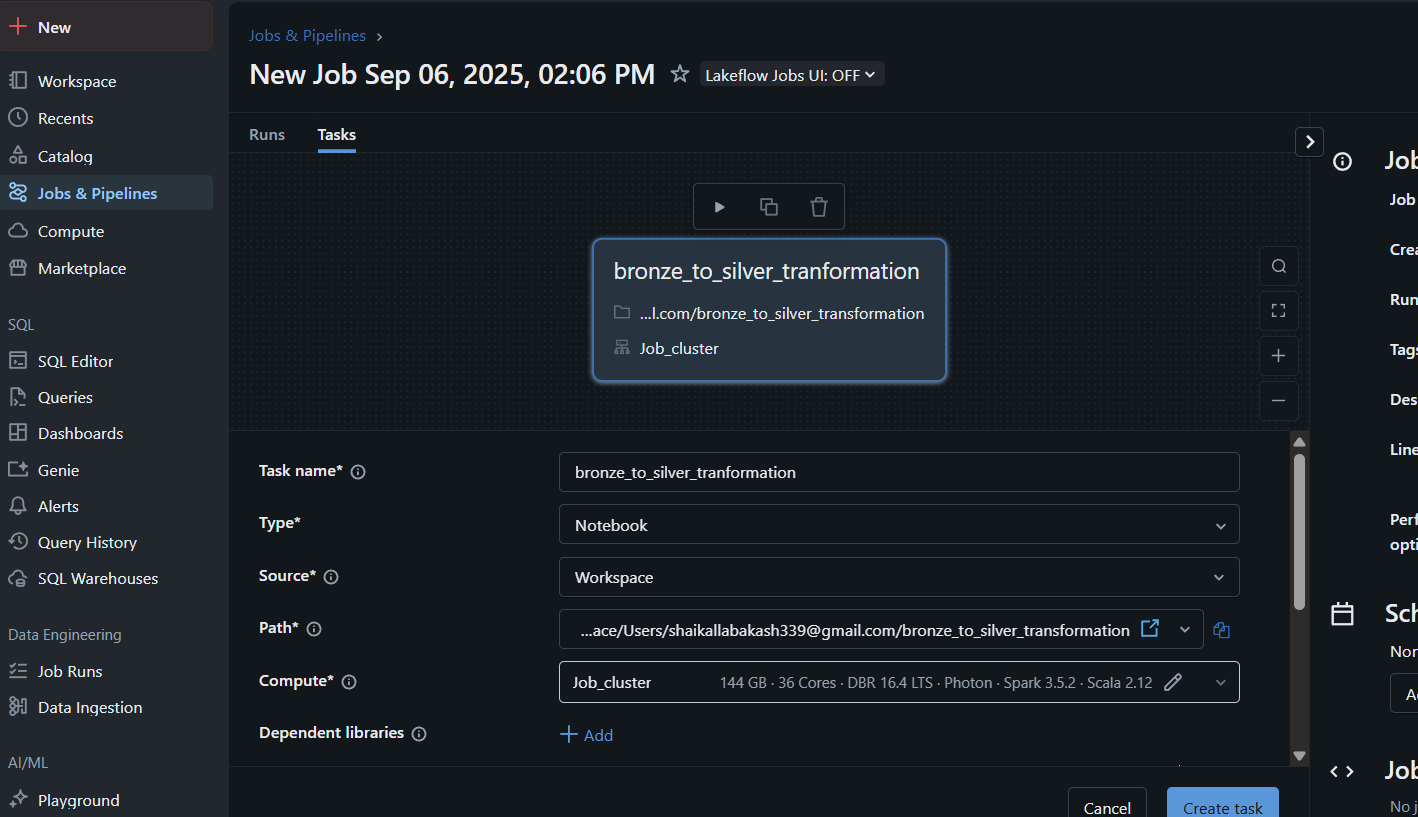 New
Workspace
Recents
Catalog
Jobs & Pipelines
Compute
Marketplace
SQL
SQL Editor
Queries
Dashboards
Genie
Alerts
Query History
SQL Warehouses
Data Engineering
Job Runs
Data Ingestion
AI/ML
Playground
Jobs & Pipelines
New Job Sep 06, 2025, 02:06 PM
Lakeflow Jobs UI: OFF
Runs
Tasks
bronze_to_silver_tranformation
...l.com/bronze_to_silver_transformation
Job_cluster
Task name*
bronze_to_silver_tranformation
Type*
Notebook
Source*
Workspace
Path*
...ace/Users/shaikallabakash339@gmail.com/bronze_to_silver_transformation
Compute*
Job_cluster 144 GB · 36 Cores · DBR 16.4 LTS · Photon · Spark 3.5.2 · Scala 2.12
Dependent libraries
+ Add
Cancel
Create task
Job
Job
Crea
Run
Tags
Des
Line
Perf
opti
Sch
Nor
Job
No j